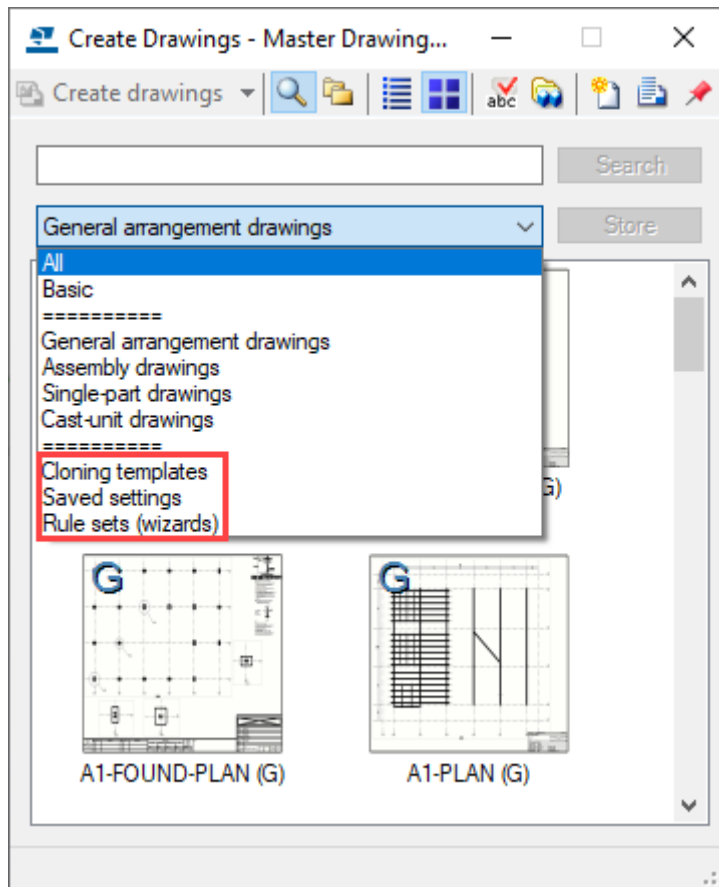 Create Drawings - Master Drawing...
Create drawings
abc
Search
General arrangement drawings
Store
All
Basic
==========
General arrangement drawings
Assembly drawings
Single-part drawings
Cast-unit drawings
==========
Cloning templates
Saved settings
Rule sets (wizards)
G)
G
G
A1-FOUND-PLAN (G)
A1-PLAN (G)